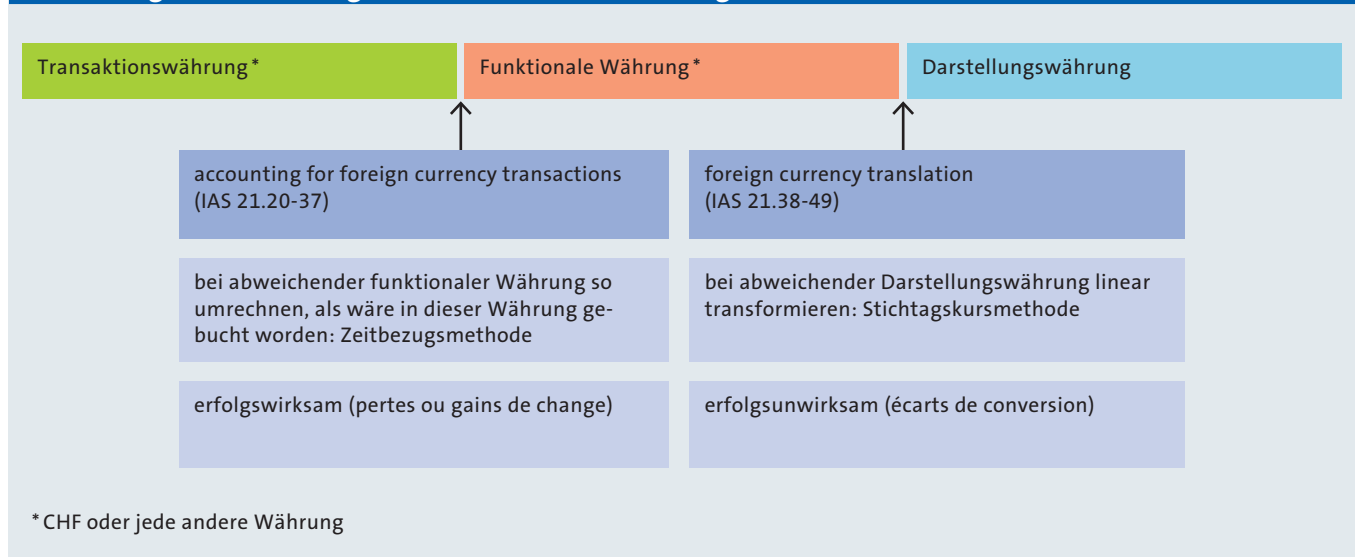 Transaktionswährung*
Funktionale Währung*
Darstellungswährung
accounting for foreign currency transactions
(IAS 21.20-37)
foreign currency translation
(IAS 21.38-49)
bei abweichender funktionaler Währung so
umrechnen, als wäre in dieser Währung ge-
bucht worden: Zeitbezugsmethode
bei abweichender Darstellungswährung linear
transformieren: Stichtagskursmethode
erfolgswirksam (pertes ou gains de change)
erfolgsunwirksam (écarts de conversion)
*CHF oder jede andere Währung